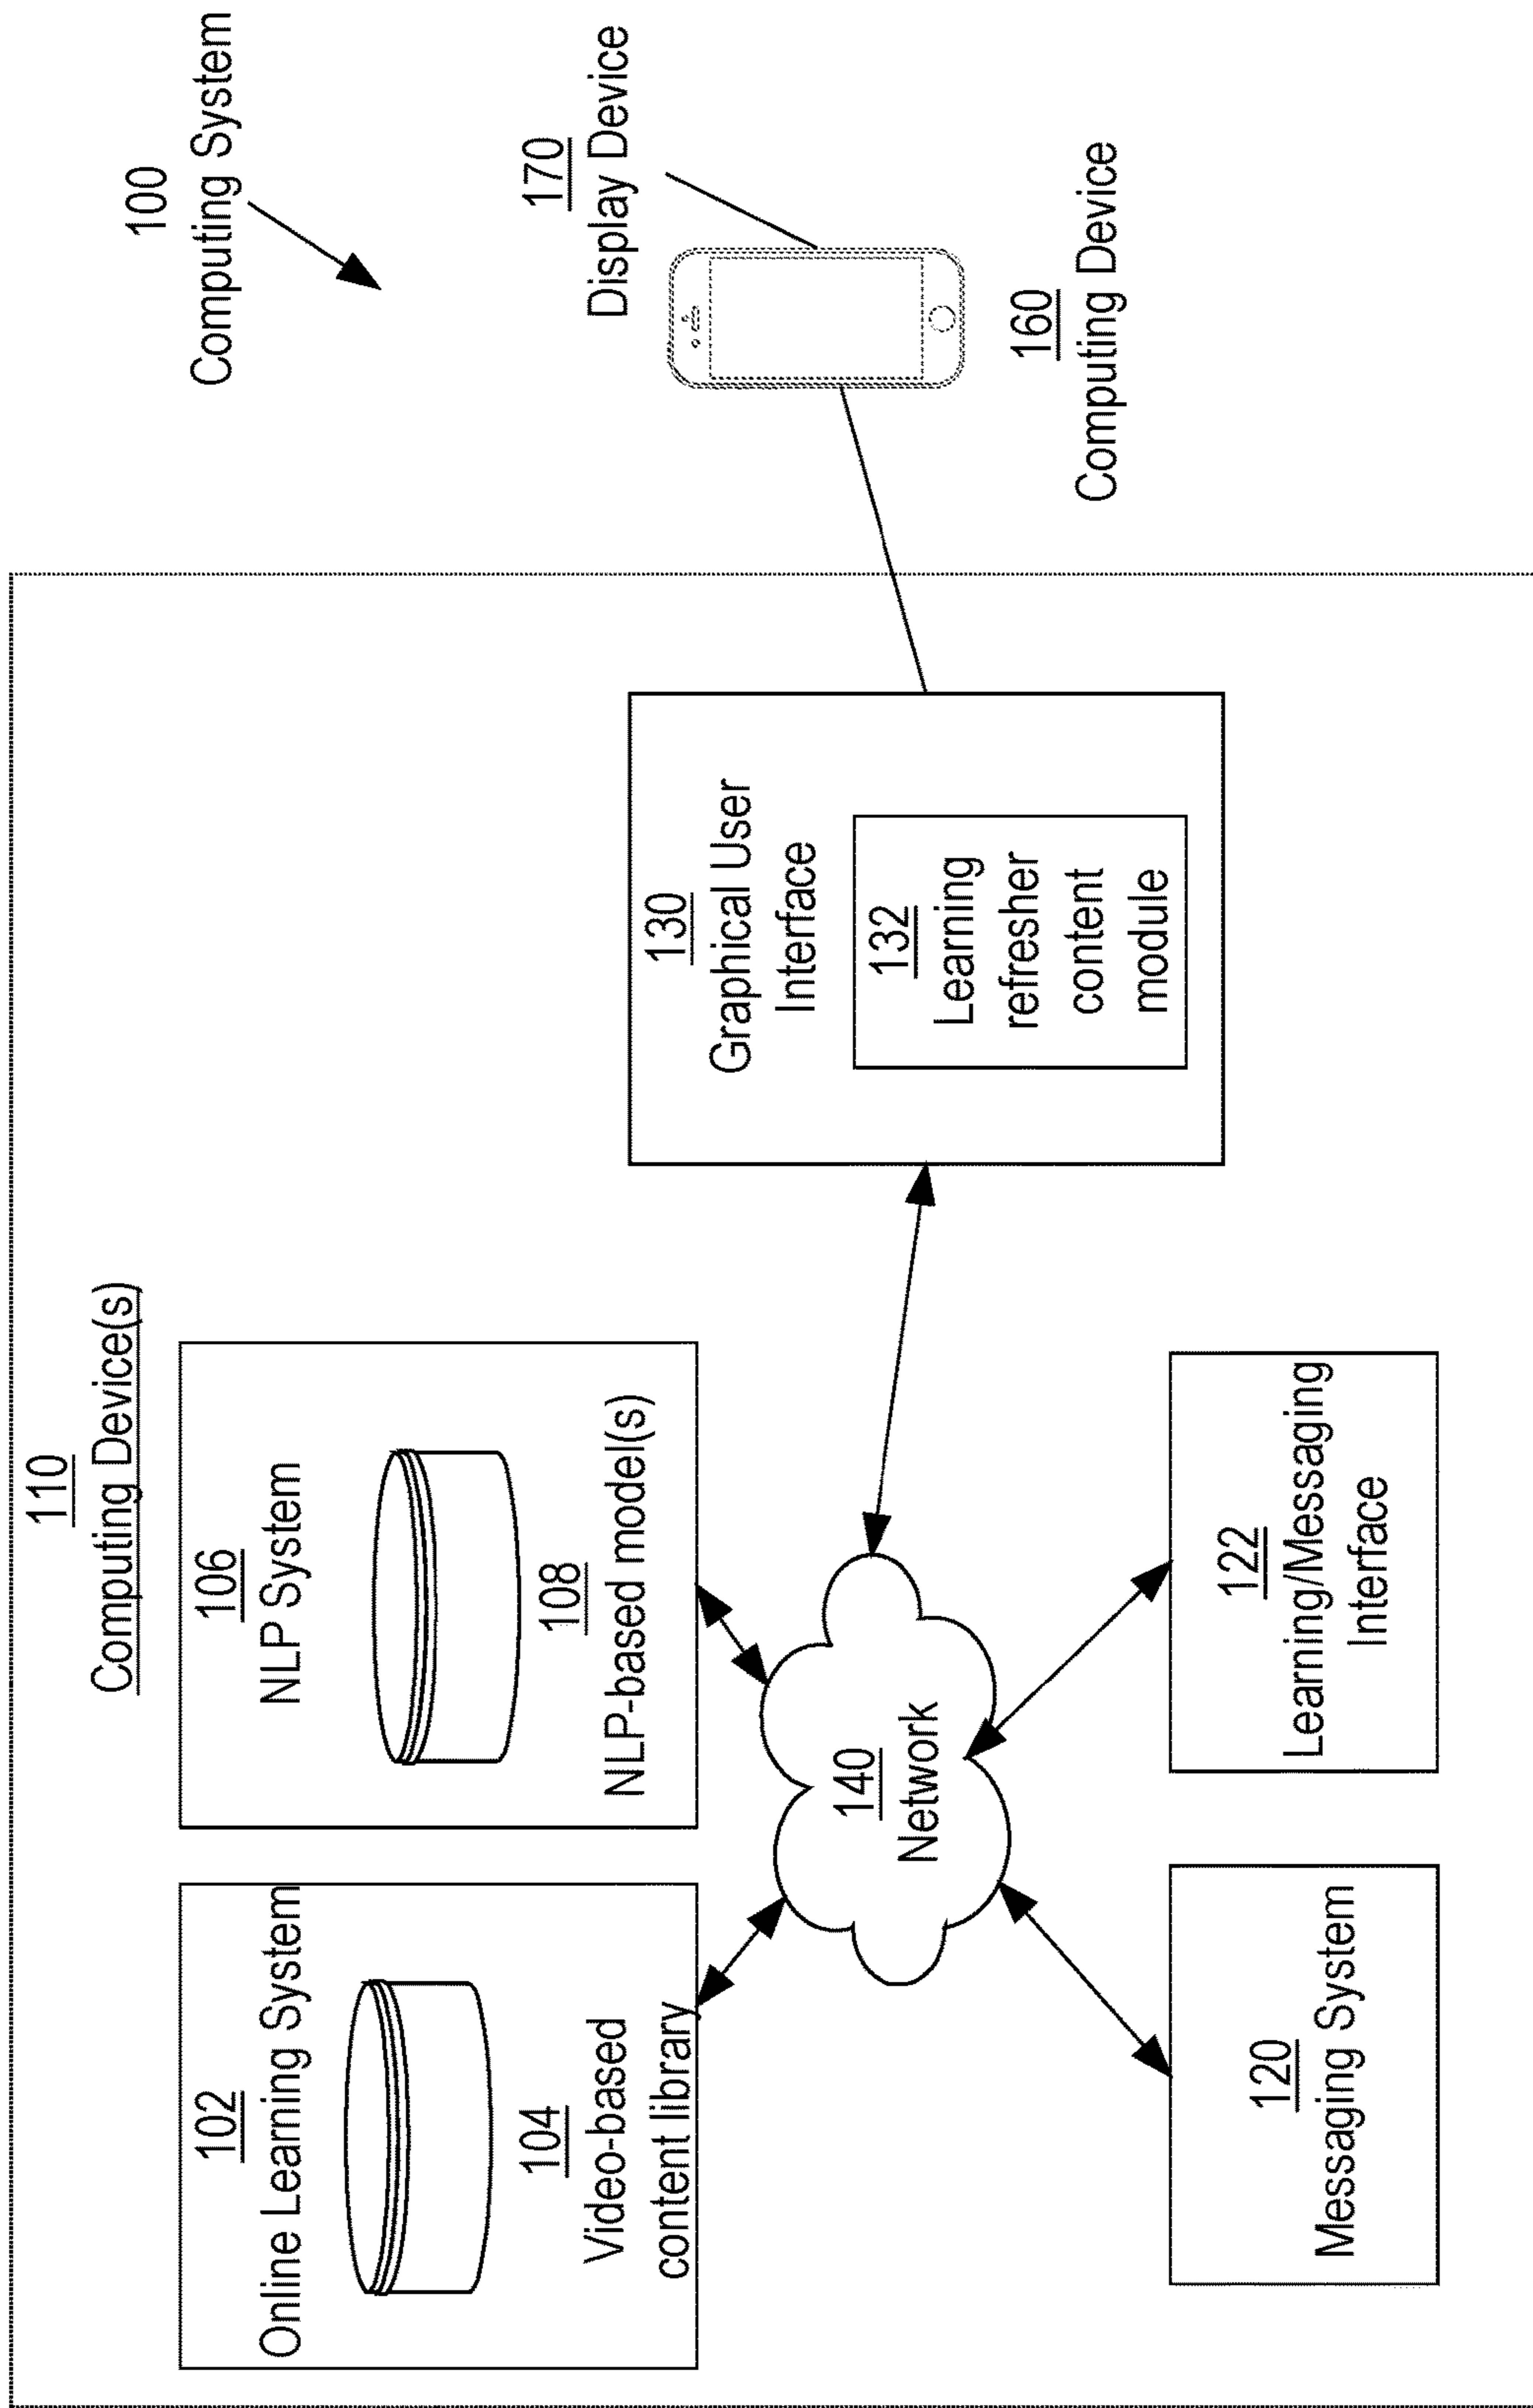 100
Computing System
110
Computing Device(s)
102
Online Learning System
104
Video-based
content library
106
NLP System
108
NLP-based model(s)
140
Network
120
Messaging System
122
Learning/Messaging
Interface
130
Graphical User
Interface
132
Learning
refresher
content
module
170
Display Device
160
Computing Device